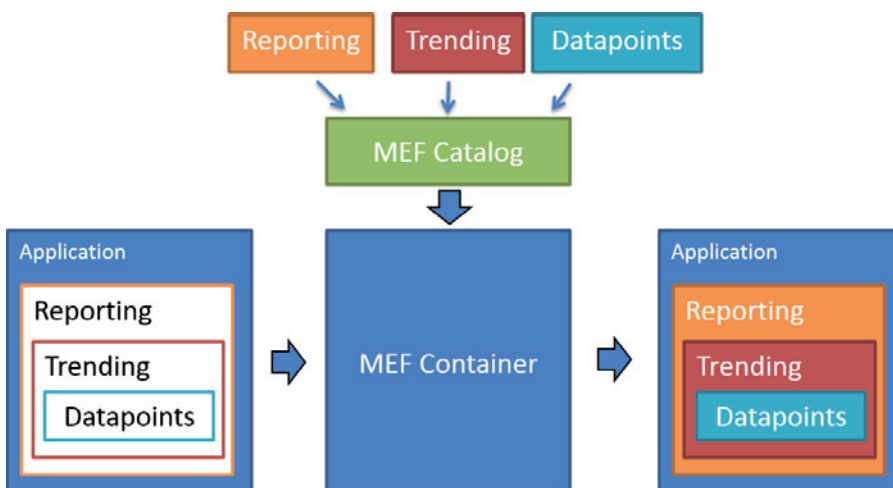 Reporting
Trending
Datapoints
MEF Catalog
Application
Reporting
Trending
Datapoints
MEF Container
Application
Reporting
Trending
Datapoints